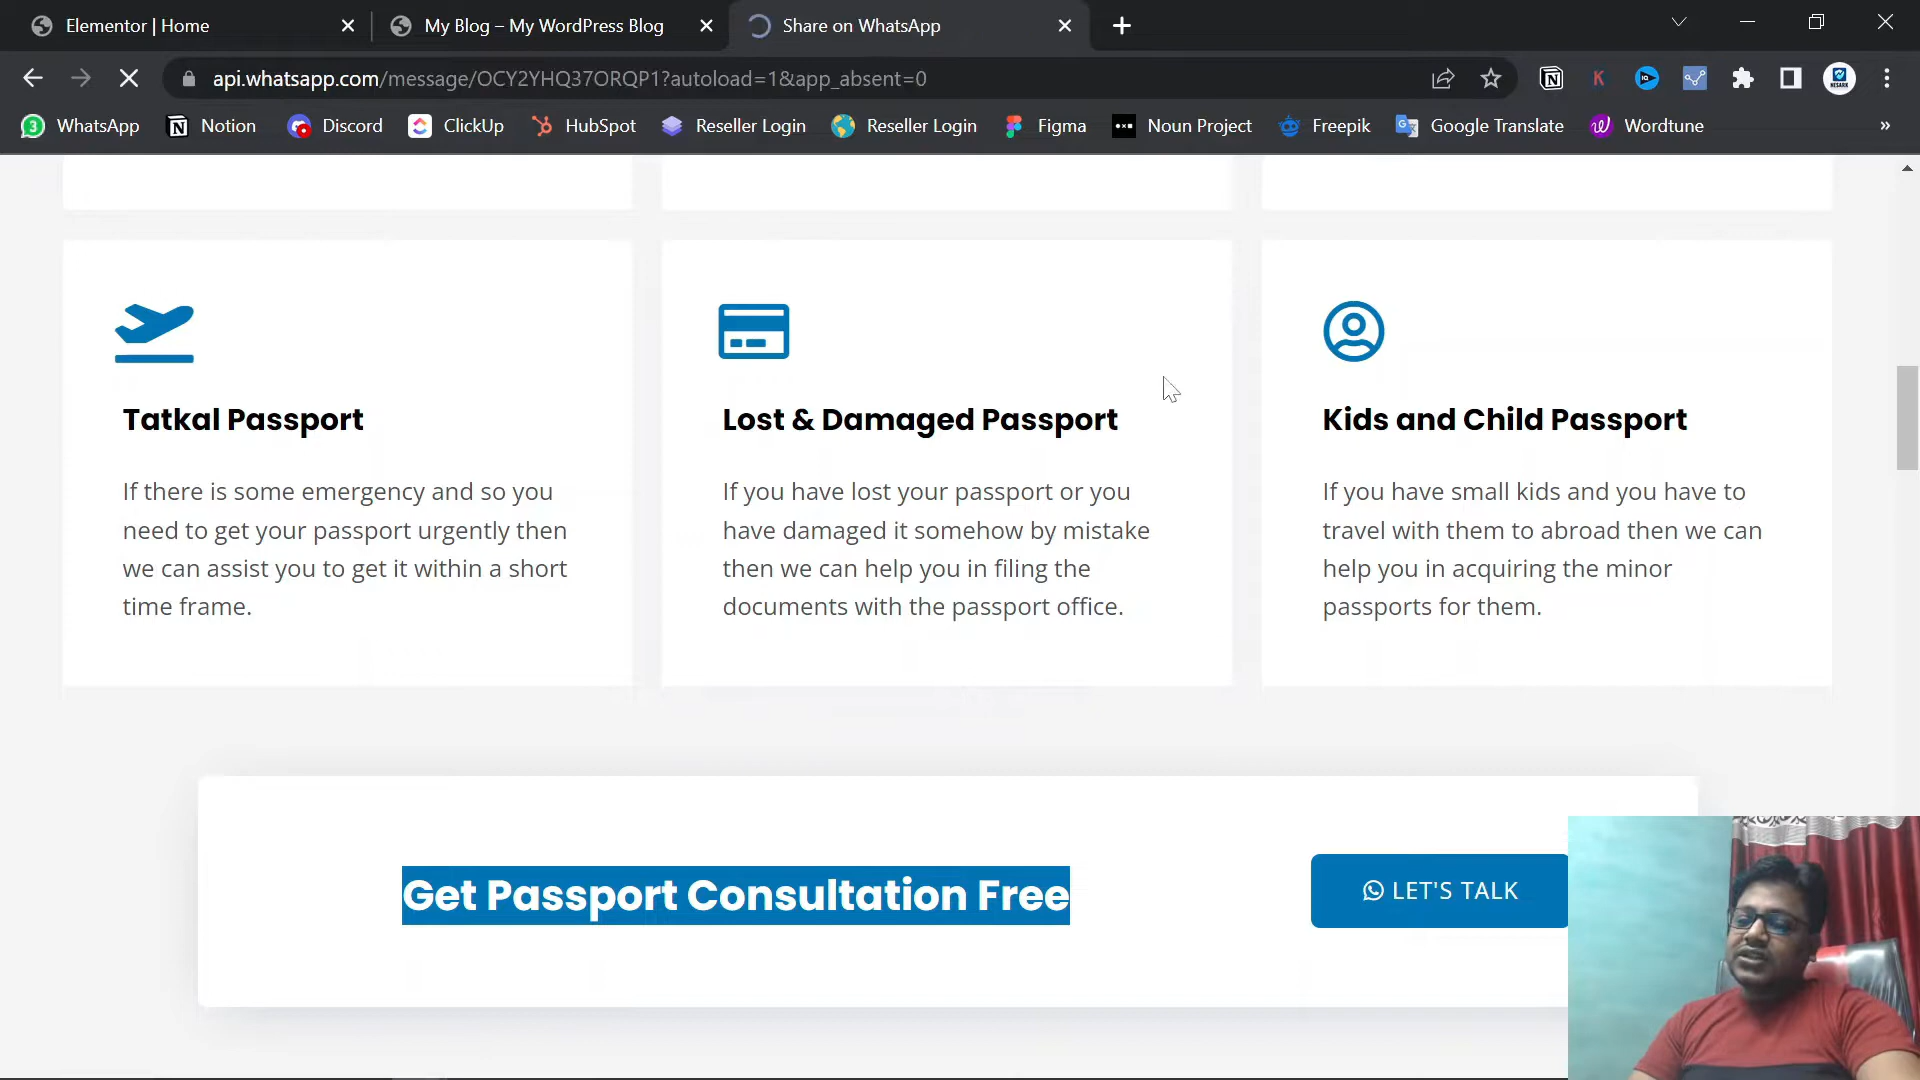 Elementor | Home
My Blog – My WordPress Blog
Share on WhatsApp
api.whatsapp.com/message/OCY2YHQ37ORQP1?autoload=1&app_absent=0
3 WhatsApp
Notion
Discord
ClickUp
HubSpot
Reseller Login
Reseller Login
Figma
Noun Project
Freepik
Google Translate
Wordtune
»
Tatkal Passport
If there is some emergency and so you
need to get your passport urgently then
we can assist you to get it within a short
time frame.
Lost & Damaged Passport
If you have lost your passport or you
have damaged it somehow by mistake
then we can help you in filing the
documents with the passport office.
Kids and Child Passport
If you have small kids and you have to
travel with them to abroad then we can
help you in acquiring the minor
passports for them.
Get Passport Consultation Free
LET'S TALK